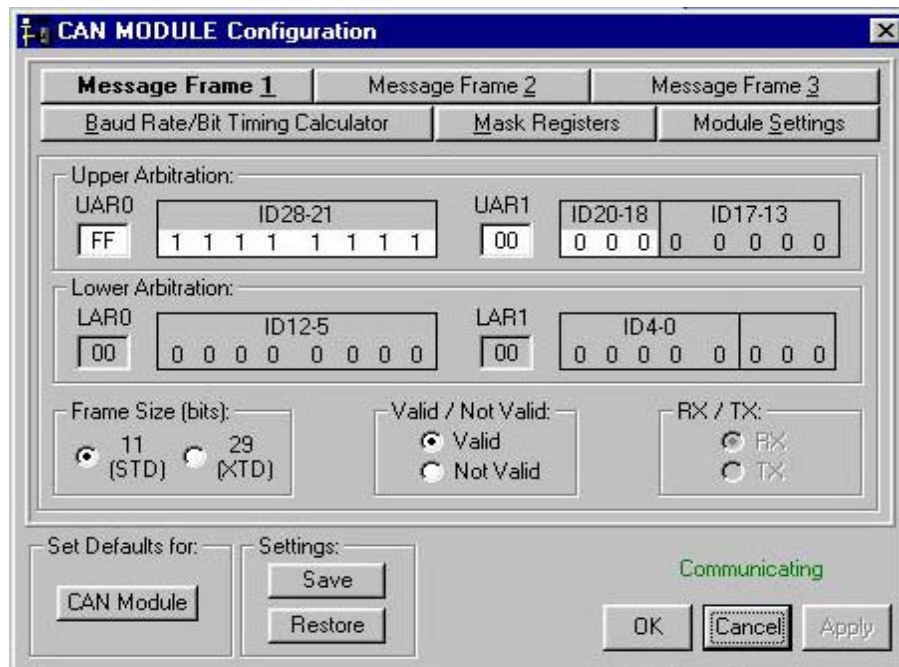 CAN MODULE Configuration
Message Frame 1 Message Frame 2 Message Frame 3
Baud Rate/Bit Timing Calculator Mask Registers Module Settings
Upper Arbitration:
UAR0 ID28-21 UAR1 ID20-18 ID17-13
FF 1 1 1 1 1 1 1 1 00 0 0 0 0 0 0 0 0
Lower Arbitration:
LAR0 ID12-5 LAR1 ID4-0
00 0 0 0 0 0 0 0 0 00 0 0 0 0 0 0 0 0
Frame Size (bits): Valid / Not Valid: RX / TX:
11 29 Valid RX
(STD) (XTD) Not Valid TX
Set Defaults for: Settings:
Communicating
CAN Module Save
Restore OK Cancel Apply